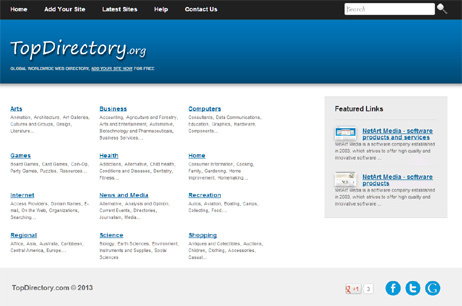 Home Add Your Site Latest Sites Help Contact Us
Search
TopDirectory.org
GLOBAL WORLDWIDE WEB DIRECTORY, ADD YOUR SITE NOW FOR FREE
Arts
Animation, Architecture, Art Galleries,
Cultures and Groups, Design,
Literature...
Business
Accounting, Agriculture and Forestry,
Arts and Entertainment, Automotive,
Biotechnology and Pharmaceuticals,
Business Services...
Computers
Consultants, Data Communications,
Education, Graphics, Hardware,
Components...
Games
Board Games, Card Games, Coin-Op,
Party Games, Puzzles, Resources...
Health
Addictions, Alternative, Child Health,
Conditions and Diseases, Dentistry,
Fitness...
Home
Consumer Information, Cooking,
Family, Gardening, Home
Improvement, Homemaking...
Internet
Access Providers, Domain Names, E-
mail, On the Web, Organizations,
Searching...
News and Media
Alternative, Analysis and Opinion,
Current Events, Directories,
Journalism, Media...
Recreation
Autos, Aviation, Boating, Camps,
Collecting, Food...
Regional
Africa, Asia, Australia, Caribbean,
Central America, Europe...
Science
Biology, Earth Sciences, Environment,
Instruments and Supplies, Social
Sciences
Shopping
Antiques and Collectibles, Auctions,
Children, Clothing, Accessories,
Casual...
Featured Links
NetArt Media - software
products and services
NetArt Media is a software company established
in 2003, which strives to offer high quality and
innovative software ...
NetArt Media - software
products
NetArt Media is a software company established
in 2003, which strives to offer high quality and
innovative software ...
TopDirectory.com © 2013
g +1 3
f t G